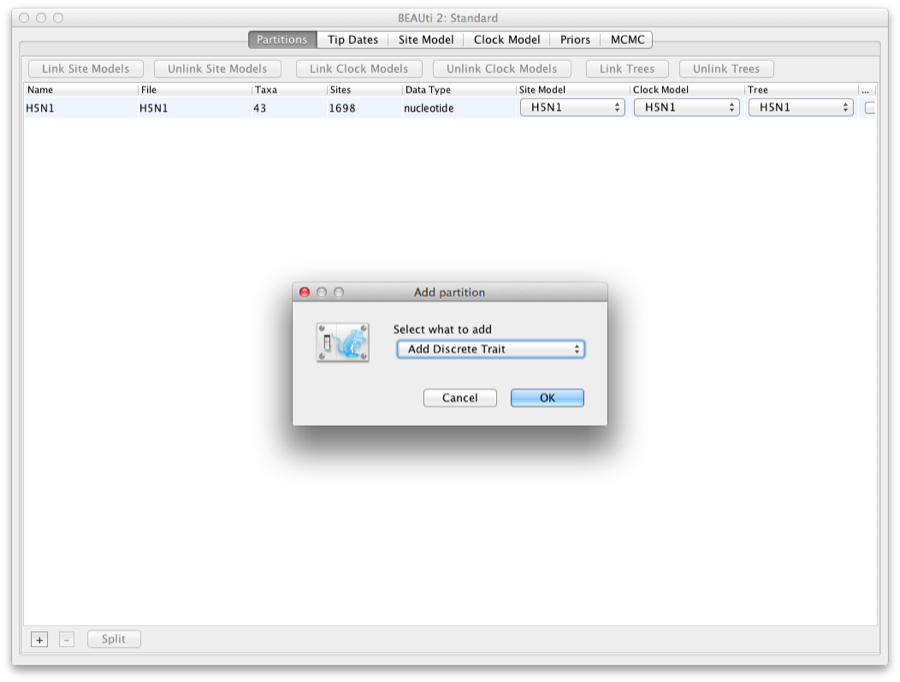 BEAUti 2: Standard
Partitions Tip Dates Site Model Clock Model Priors MCMC
Link Site Models Unlink Site Models Link Clock Models Unlink Clock Models Link Trees Unlink Trees
Name File Taxa Sites Data Type Site Model Clock Model Tree ...
H5N1 H5N1 43 1698 nucleotide H5N1 H5N1 H5N1
Add partition
Select what to add
Add Discrete Trait
Cancel OK
+ - Split